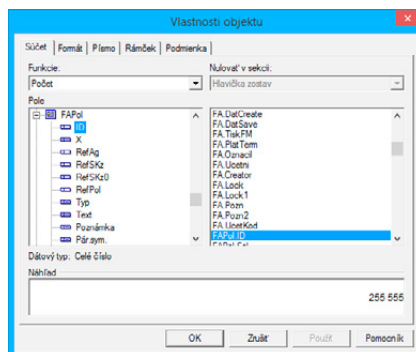 Vlastnosti objektu
Súčet Formát Písmo Rámček Podmienka
Funkcie: Nulovať v sekcii:
Počet Hlavička zostav
Pole
FAPol
ID
X
RefAg
RefSKz
RefSKz0
RefPol
Typ
Text
Poznámka
Pár.sym.
FA.DatCreate
FA.DatSave
FA.TiskFM
FA.PlatTerm
FA.Oznacil
FA.Ucetni
FA.Creator
FA.Lock
FA.Lock1
FA.Pozn
FA.Pozn2
FA.UcetKod
FAPol.ID
Dátový typ: Celé číslo
Náhľad
255 555
OK Zrušiť Použiť Pomocník